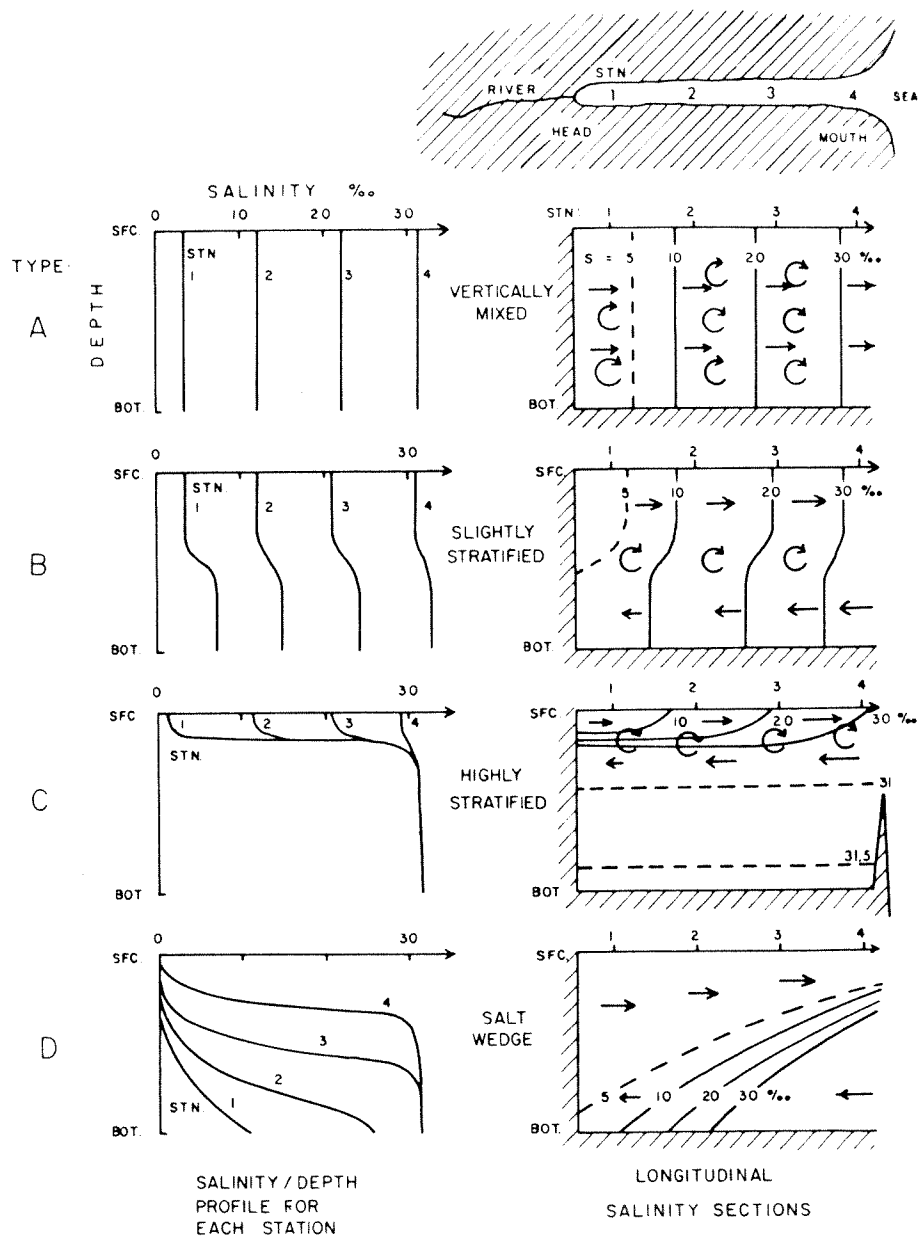 STN
RIVER
1 2 3 4 SEA
HEAD
MOUTH
SALINITY ‰
0 10 20 30
SFC.
STN.
1 2 3 4
DEPTH
BOT.
TYPE
A
VERTICALLY
MIXED
STN. 1 2 3 4
SFC.
S = 5 10 20 30 ‰
BOT.
0 30
SFC.
STN.
1 2 3 4
BOT.
B
SLIGHTLY
STRATIFIED
1 2 3 4
SFC.
5 10 20 30 ‰
BOT.
0 30
SFC
1 2 3 4
STN.
BOT
C
HIGHLY
STRATIFIED
1 2 3 4
SFC.
10 20 30 ‰
31
31.5
BOT
0 30
SFC.
4
3
2
1
STN.
BOT.
D
SALT
WEDGE
1 2 3 4
SFC.
5 10 20 30 ‰
BOT.
SALINITY / DEPTH
PROFILE FOR
EACH STATION
LONGITUDINAL
SALINITY SECTIONS